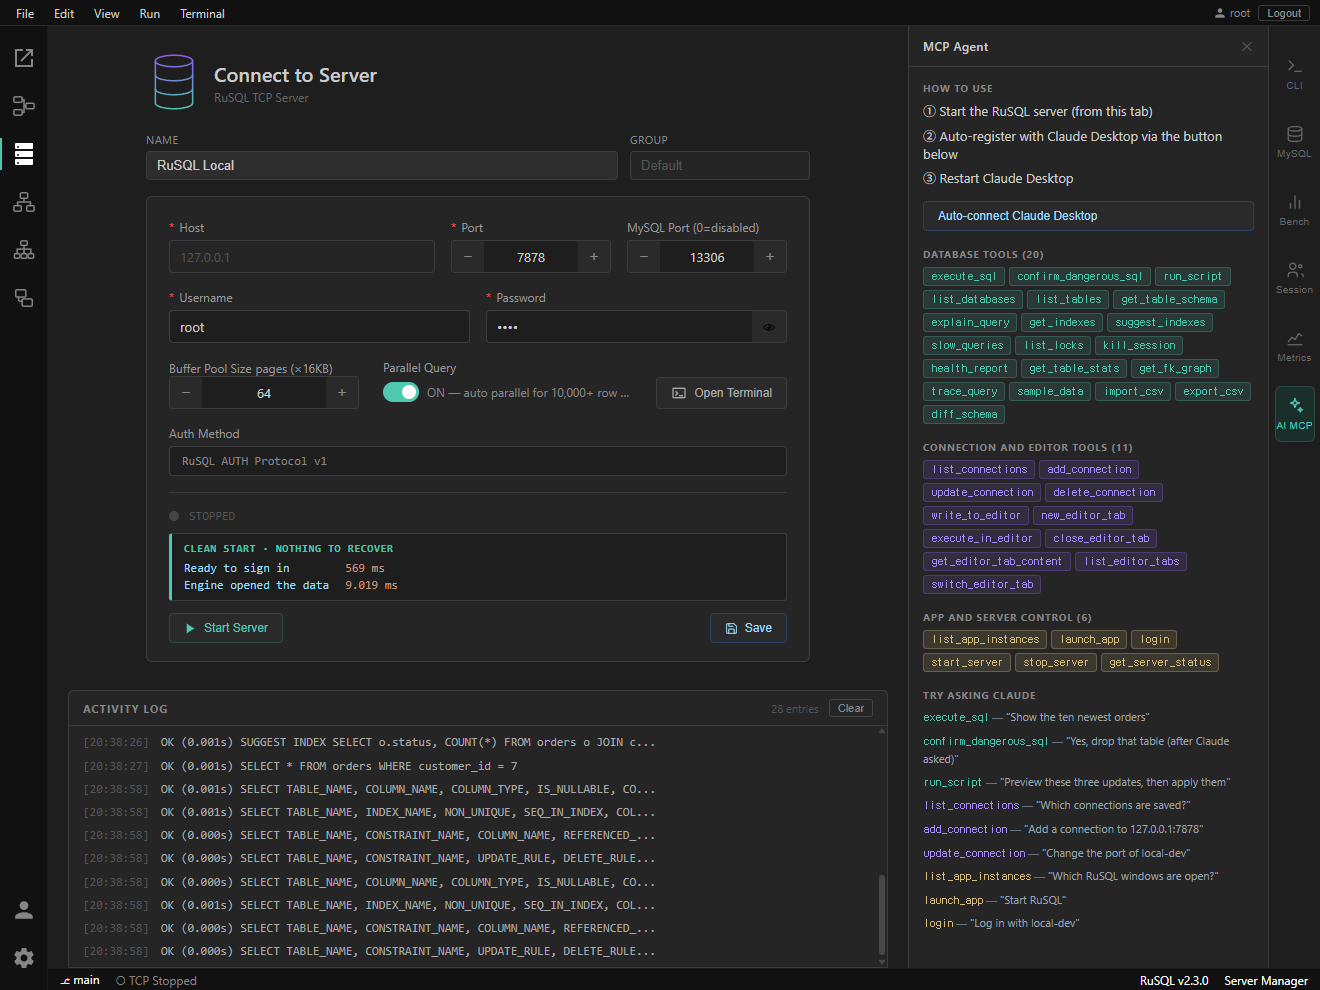 File Edit View Run Terminal
root Logout
Connect to Server
RuSQL TCP Server
NAME
GROUP
RuSQL Local
Default
* Host
* Port
MySQL Port (0=disabled)
127.0.0.1
− 7878 +
− 13306 +
* Username
* Password
root
••••
Buffer Pool Size pages (×16KB)
Parallel Query
− 64 +
ON — auto parallel for 10,000+ row ...
Open Terminal
Auth Method
RuSQL AUTH Protocol v1
STOPPED
CLEAN START · NOTHING TO RECOVER
Ready to sign in 569 ms
Engine opened the data 9.019 ms
Start Server
Save
ACTIVITY LOG
28 entries
Clear
[20:38:26] OK (0.001s) SUGGEST INDEX SELECT o.status, COUNT(*) FROM orders o JOIN c...
[20:38:27] OK (0.001s) SELECT * FROM orders WHERE customer_id = 7
[20:38:58] OK (0.001s) SELECT TABLE_NAME, COLUMN_NAME, COLUMN_TYPE, IS_NULLABLE, CO...
[20:38:58] OK (0.001s) SELECT TABLE_NAME, INDEX_NAME, NON_UNIQUE, SEQ_IN_INDEX, COL...
[20:38:58] OK (0.000s) SELECT TABLE_NAME, CONSTRAINT_NAME, COLUMN_NAME, REFERENCED_...
[20:38:58] OK (0.000s) SELECT TABLE_NAME, CONSTRAINT_NAME, UPDATE_RULE, DELETE_RULE...
[20:38:58] OK (0.000s) SELECT TABLE_NAME, COLUMN_NAME, COLUMN_TYPE, IS_NULLABLE, CO...
[20:38:58] OK (0.001s) SELECT TABLE_NAME, INDEX_NAME, NON_UNIQUE, SEQ_IN_INDEX, COL...
[20:38:58] OK (0.000s) SELECT TABLE_NAME, CONSTRAINT_NAME, COLUMN_NAME, REFERENCED_...
[20:38:58] OK (0.000s) SELECT TABLE_NAME, CONSTRAINT_NAME, UPDATE_RULE, DELETE_RULE...
MCP Agent
HOW TO USE
① Start the RuSQL server (from this tab)
② Auto-register with Claude Desktop via the button
below
③ Restart Claude Desktop
Auto-connect Claude Desktop
DATABASE TOOLS (20)
execute_sql confirm_dangerous_sql run_script
list_databases list_tables get_table_schema
explain_query get_indexes suggest_indexes
slow_queries list_locks kill_session
health_report get_table_stats get_fk_graph
trace_query sample_data import_csv export_csv
diff_schema
CONNECTION AND EDITOR TOOLS (11)
list_connections add_connection
update_connection delete_connection
write_to_editor new_editor_tab
execute_in_editor close_editor_tab
get_editor_tab_content list_editor_tabs
switch_editor_tab
APP AND SERVER CONTROL (6)
list_app_instances launch_app login
start_server stop_server get_server_status
TRY ASKING CLAUDE
execute_sql — "Show the ten newest orders"
confirm_dangerous_sql — "Yes, drop that table (after Claude
asked)"
run_script — "Preview these three updates, then apply them"
list_connections — "Which connections are saved?"
add_connection — "Add a connection to 127.0.0.1:7878"
update_connection — "Change the port of local-dev"
list_app_instances — "Which RuSQL windows are open?"
launch_app — "Start RuSQL"
login — "Log in with local-dev"
CLI
MySQL
Bench
Session
Metrics
AI MCP
main TCP Stopped
RuSQL v2.3.0 Server Manager